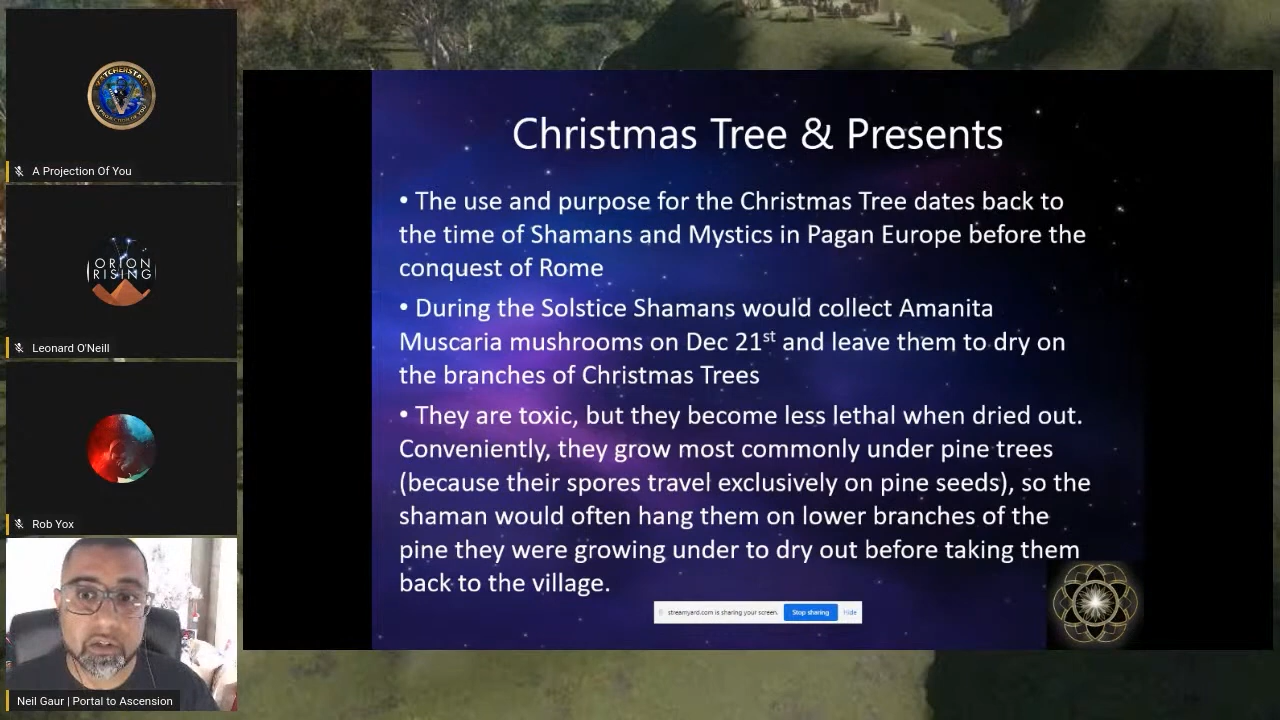 A Projection Of You
ORION
RISING
Leonard O'Neill
Rob Yox
Neil Gaur | Portal to Ascension
Christmas Tree & Presents
• The use and purpose for the Christmas Tree dates back to
the time of Shamans and Mystics in Pagan Europe before the
conquest of Rome
• During the Solstice Shamans would collect Amanita
Muscaria mushrooms on Dec 21st and leave them to dry on
the branches of Christmas Trees
• They are toxic, but they become less lethal when dried out.
Conveniently, they grow most commonly under pine trees
(because their spores travel exclusively on pine seeds), so the
shaman would often hang them on lower branches of the
pine they were growing under to dry out before taking them
back to the village.
streamyard.com is sharing your screen.
Stop sharing
Hide